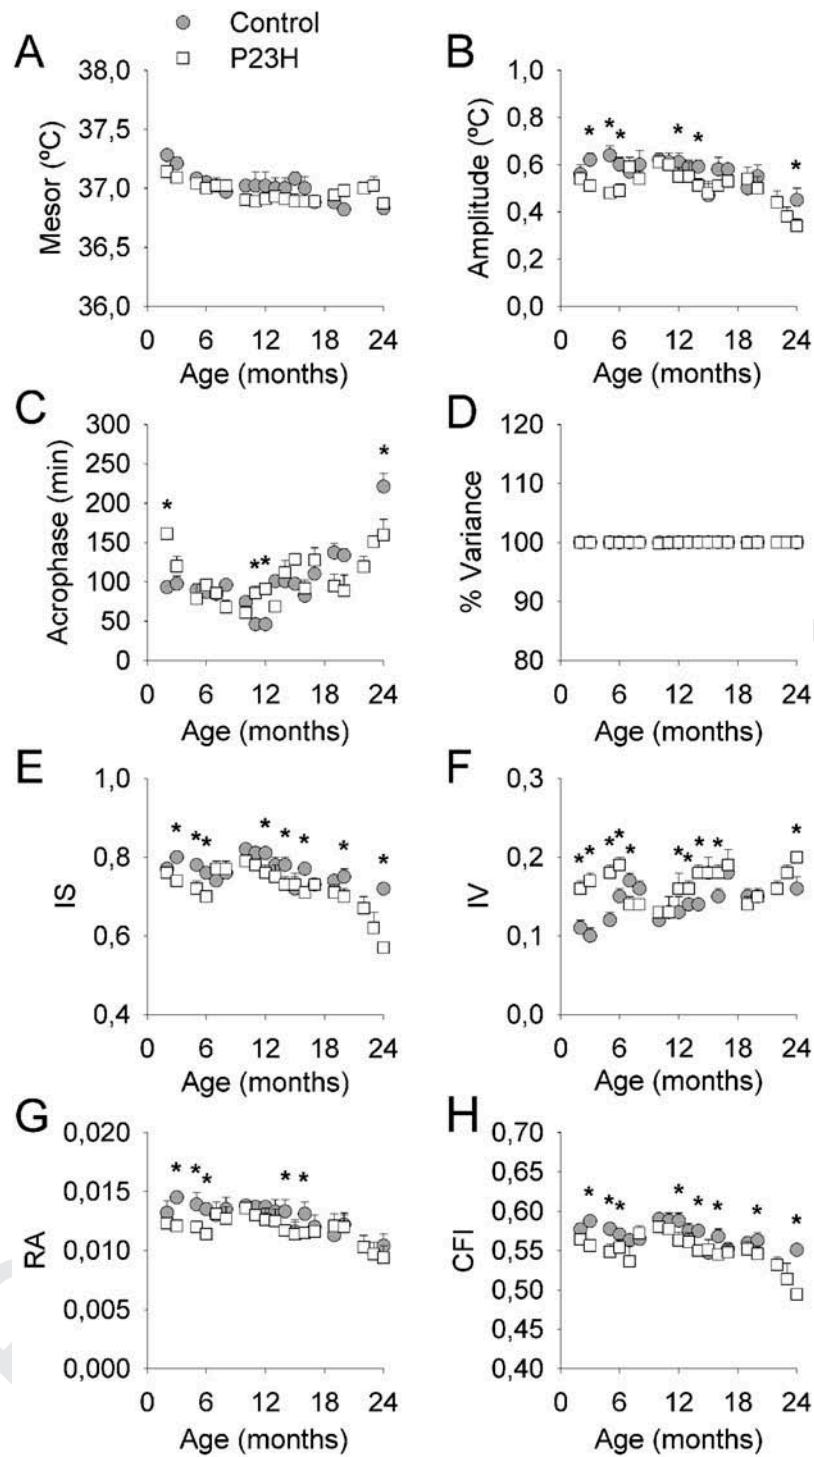 Control
P23H
A
B
38,0
37,5
37,0
36,5
36,0
Mesor (ºC)
0 6 12 18 24
Age (months)
1,0
0,8
0,6
0,4
0,2
0,0
Amplitude (ºC)
* * * * * *
0 6 12 18 24
Age (months)
C
D
300
250
200
150
100
50
0
Acrophase (min)
* ** *
0 6 12 18 24
Age (months)
120
110
100
90
80
% Variance
0 6 12 18 24
Age (months)
E
F
1,0
0,8
0,6
0,4
IS
* * * * * * * *
0 6 12 18 24
Age (months)
0,3
0,2
0,1
0,0
IV
* * * * * * * * * *
0 6 12 18 24
Age (months)
G
H
0,020
0,015
0,010
0,005
0,000
RA
* * * * *
0 6 12 18 24
Age (months)
0,70
0,65
0,60
0,55
0,50
0,45
0,40
CFI
* * * * * * * *
0 6 12 18 24
Age (months)